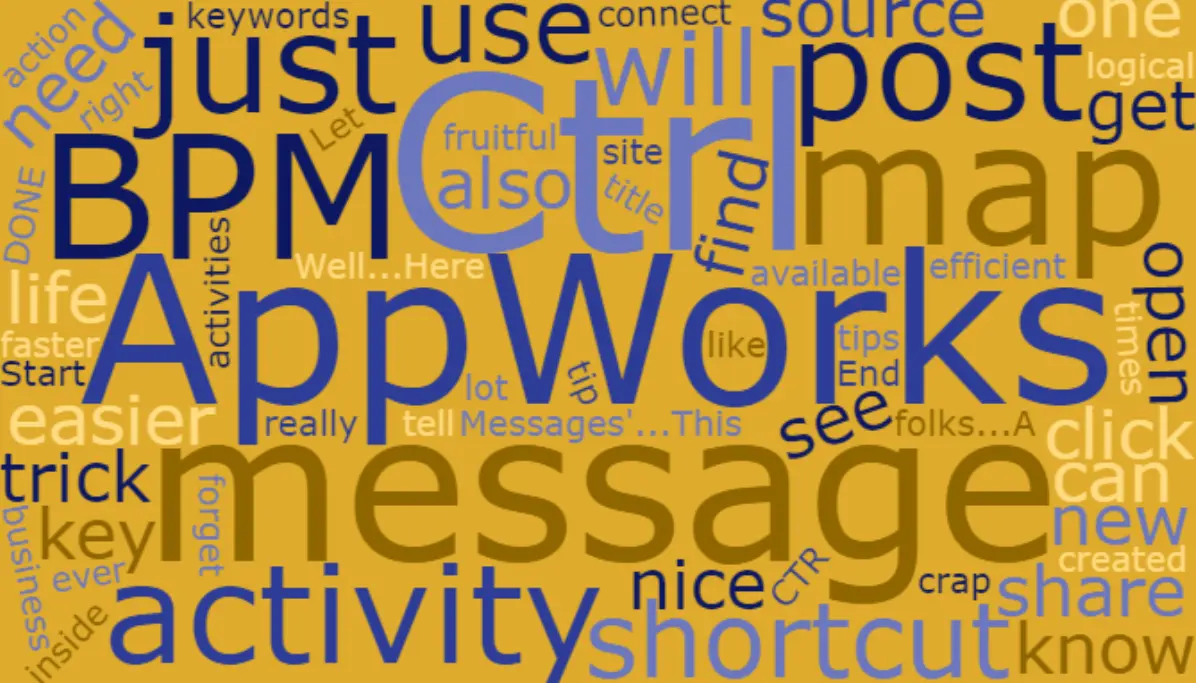 keywords
connect
source
one
action
need
just
use
will
post
logical
right
Let
get
BPM
Ctrl
fruitful
also
site
title
find
map
DONE
activities
Well...Here
available
efficient
open
life
AppWorks
times
faster
like
tips
Start
lot
tip
End
easier
really
tell
Messages'...This
see
folks...A
click
trick
message
can
key
forget
new
business
ever
created
activity
nice
CTR
crap
share
inside
shortcut
know